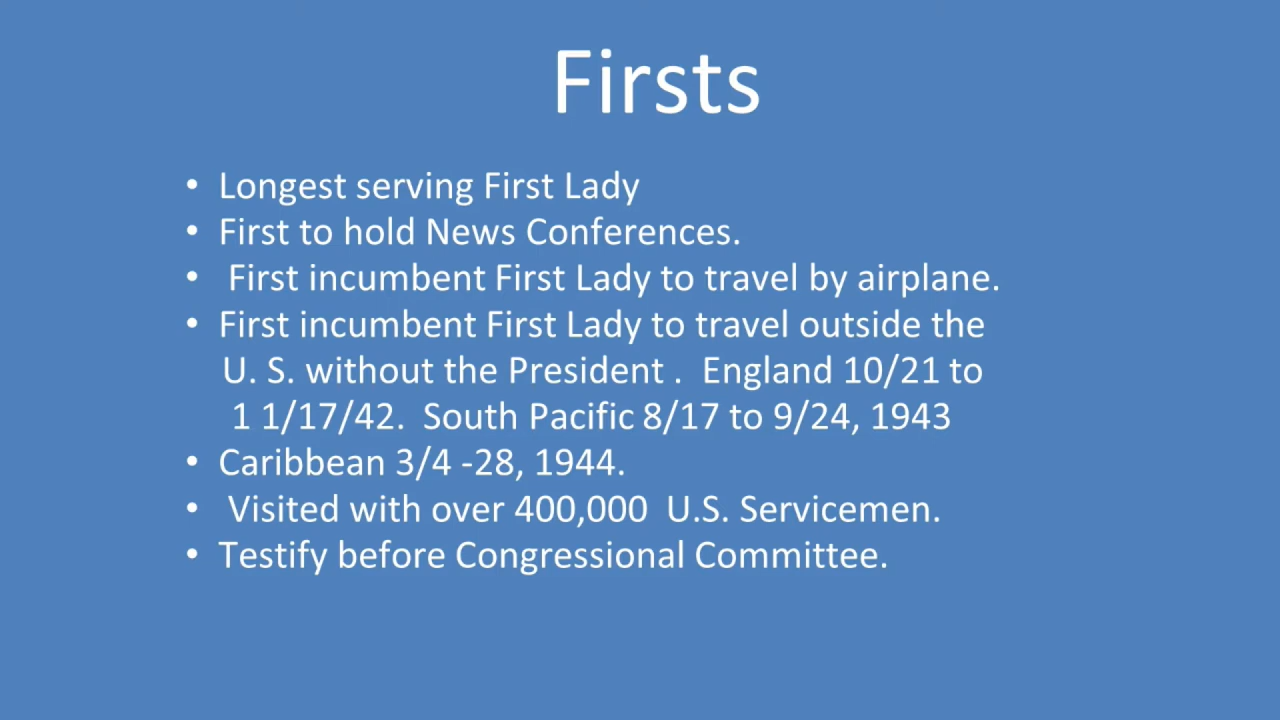 Firsts
• Longest serving First Lady
• First to hold News Conferences.
• First incumbent First Lady to travel by airplane.
• First incumbent First Lady to travel outside the
U. S. without the President . England 10/21 to
1 1/17/42. South Pacific 8/17 to 9/24, 1943
• Caribbean 3/4 -28, 1944.
• Visited with over 400,000 U.S. Servicemen.
• Testify before Congressional Committee.